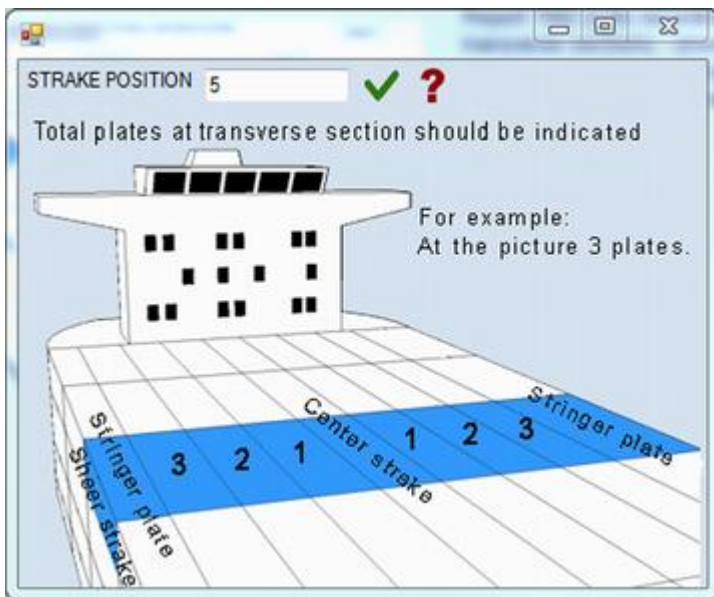 STRAKE POSITION 5
Total plates at transverse section should be indicated
For example:
At the picture 3 plates.
Stringer plate
Sheer strake
3 2 1
Center strake
1 2 3
Stringer plate